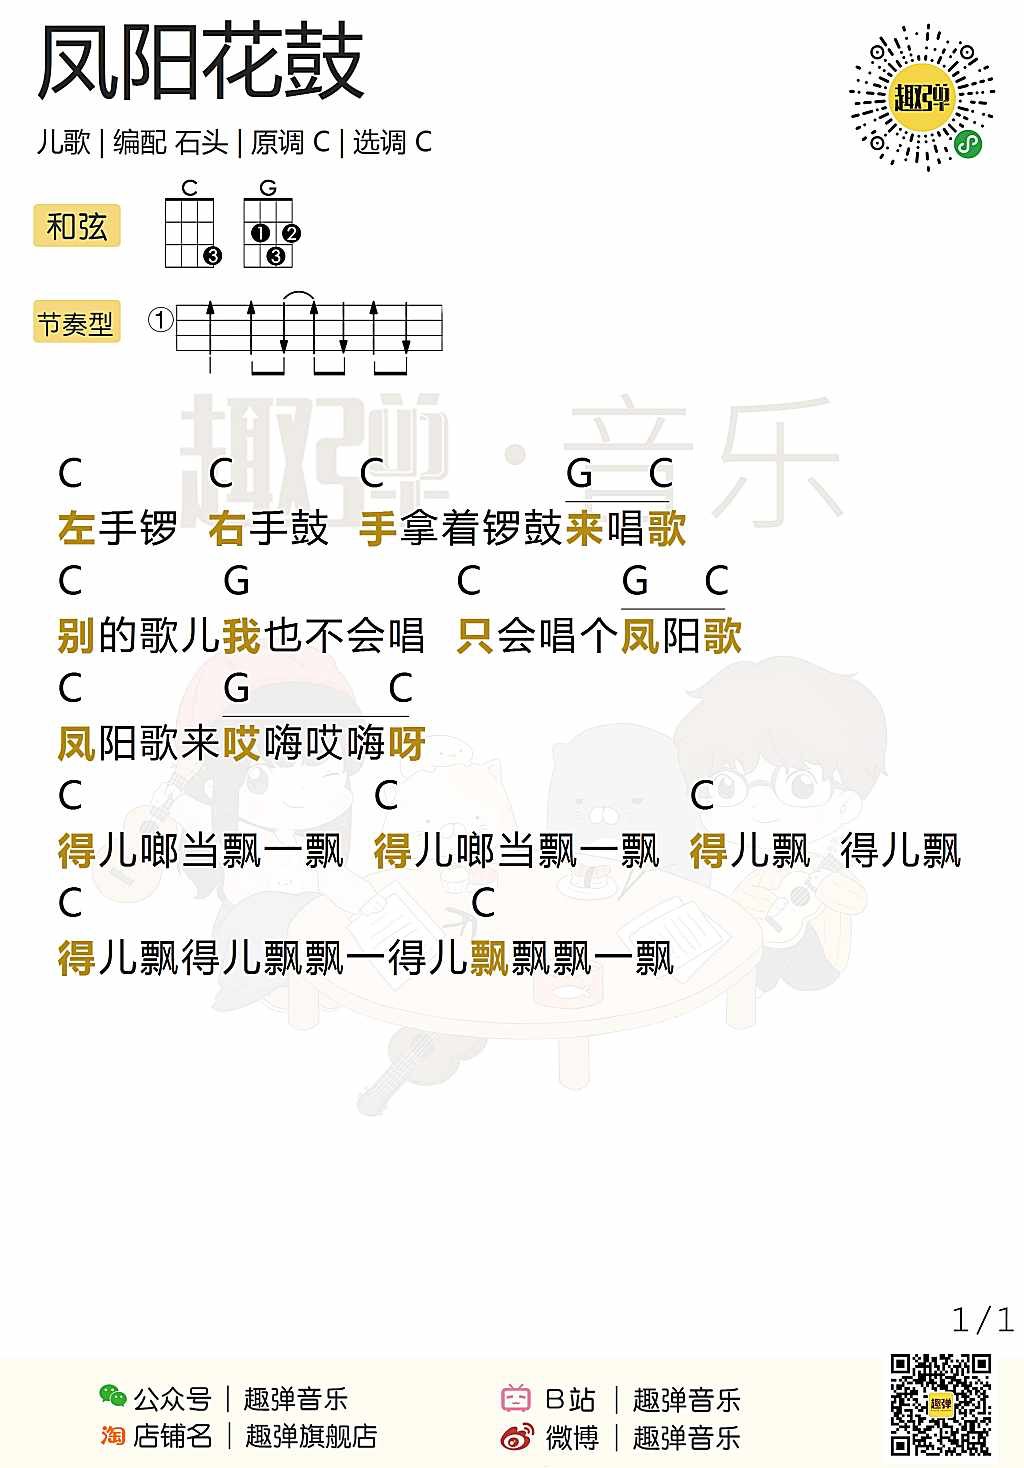 凤阳花鼓
趣弹
儿歌 | 编配 石头 | 原调 C | 选调 C
和弦 C G
3 1 2 3
节奏型 1
趣弹·音乐
C C C G C
左手锣 右手鼓 手拿着锣鼓来唱歌
C G C G C
别的歌儿我也不会唱 只会唱个凤阳歌
C G C
凤阳歌来哎嗨哎嗨呀
C C C
得儿啷当飘一飘 得儿啷当飘一飘 得儿飘 得儿飘
C C
得儿飘得儿飘飘一得儿飘飘飘一飘
1/1
公众号 | 趣弹音乐 B站 | 趣弹音乐
淘 店铺名 | 趣弹旗舰店 微博 | 趣弹音乐
趣弹